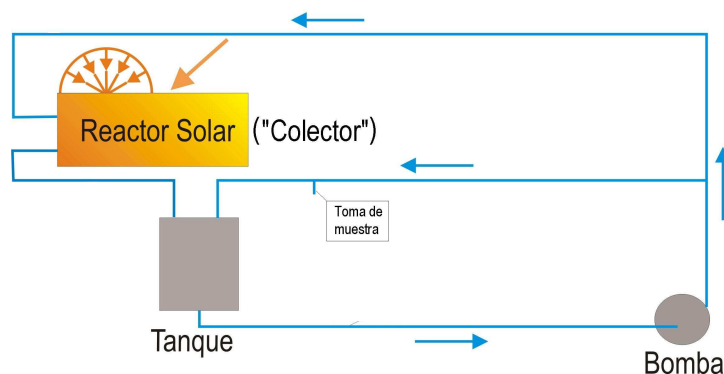 Reactor Solar ("Colector")
Toma de
muestra
Tanque
Bomba